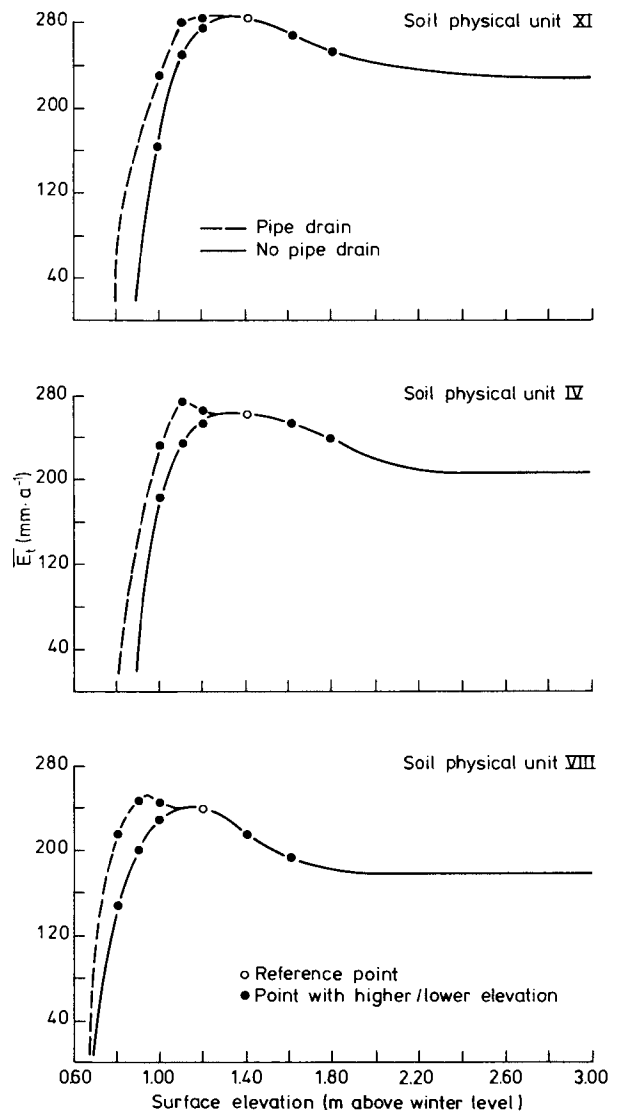 280
200
120
40
Soil physical unit XI
Pipe drain
No pipe drain
280
200
120
40
Soil physical unit IV
E̅t (mm·a⁻¹)
280
200
120
40
Soil physical unit VIII
Reference point
Point with higher/lower elevation
0.60 1.00 1.40 1.80 2.20 2.60 3.00
Surface elevation (m above winter level)